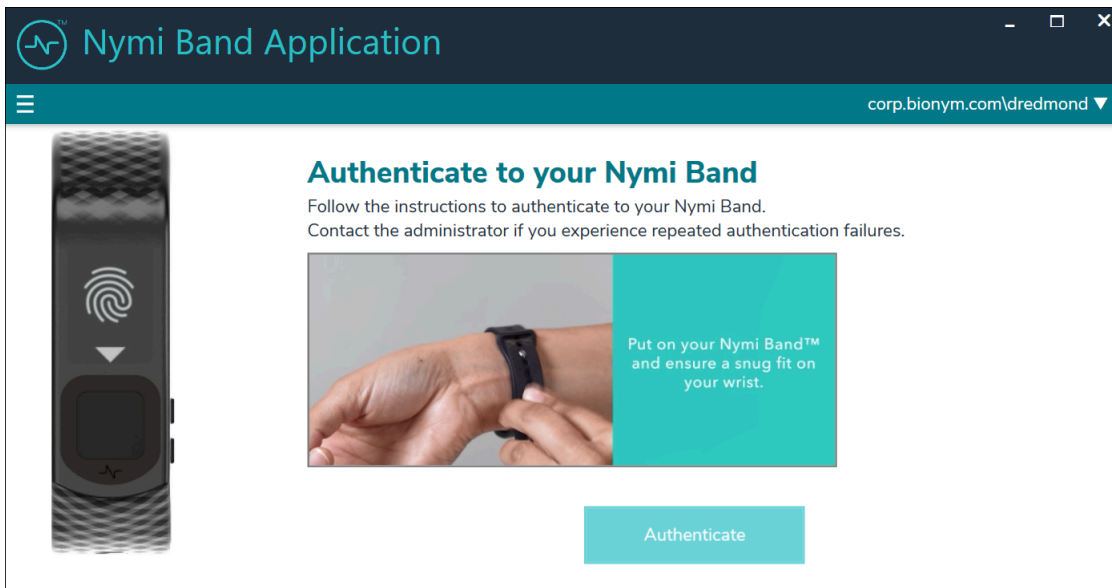 Nymi Band Application
corp.bionym.com\dredmond ▼
Authenticate to your Nymi Band
Follow the instructions to authenticate to your Nymi Band.
Contact the administrator if you experience repeated authentication failures.
Put on your Nymi Band™
and ensure a snug fit on
your wrist.
Authenticate